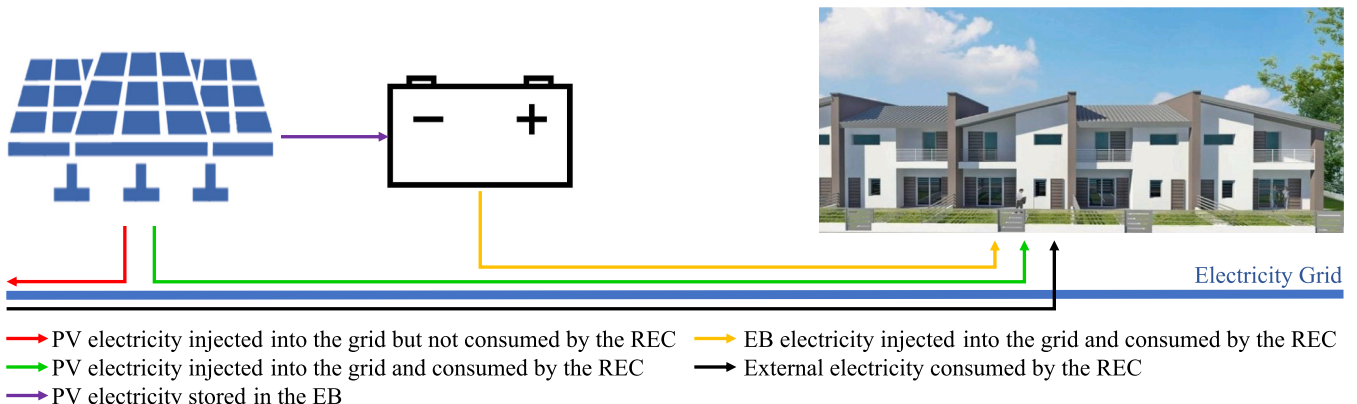 Electricity Grid
PV electricity injected into the grid but not consumed by the REC
EB electricity injected into the grid and consumed by the REC
PV electricity injected into the grid and consumed by the REC
External electricity consumed by the REC
PV electricity stored in the EB